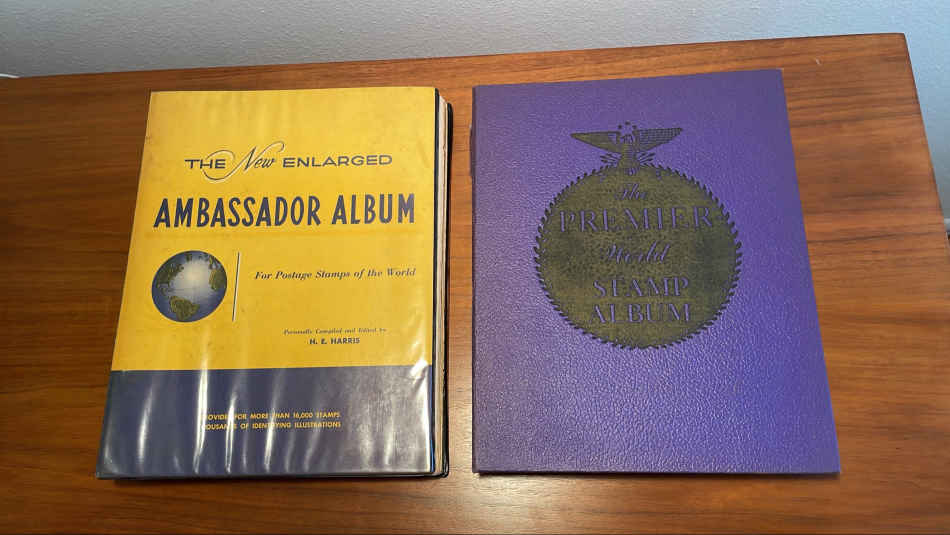 THE New ENLARGED
AMBASSADOR ALBUM
For Postage Stamps of the World
Personally Compiled and Edited by
H. E. HARRIS
PROVIDES FOR MORE THAN 16,000 STAMPS
THOUSANDS OF IDENTIFYING ILLUSTRATIONS
The
PREMIER
World
STAMP
ALBUM